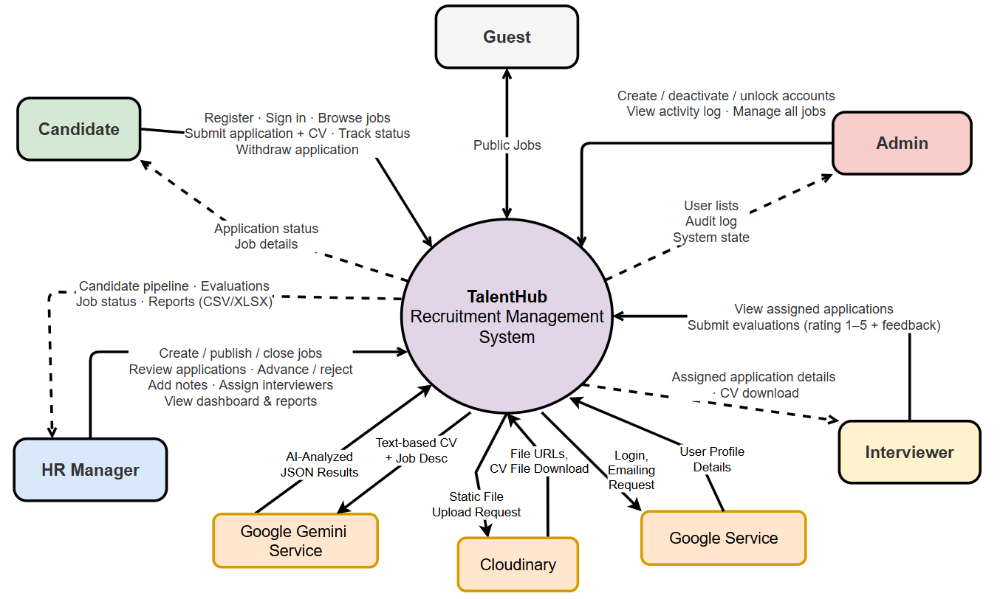 Guest
Create / deactivate / unlock accounts
View activity log · Manage all jobs
Candidate
Register · Sign in · Browse jobs
Submit application + CV · Track status
Withdraw application
Public Jobs
Admin
User lists
Audit log
System state
Application status
Job details
Candidate pipeline · Evaluations
Job status · Reports (CSV/XLSX)
TalentHub
Recruitment Management
System
View assigned applications
Submit evaluations (rating 1–5 + feedback)
Create / publish / close jobs
Review applications · Advance / reject
Add notes · Assign interviewers
View dashboard & reports
Assigned application details
· CV download
HR Manager
AI-Analyzed
JSON Results
Text-based CV
+ Job Desc
File URLs,
CV File Download
Login,
Emailing
Request
User Profile
Details
Interviewer
Static File
Upload Request
Google Gemini
Service
Cloudinary
Google Service